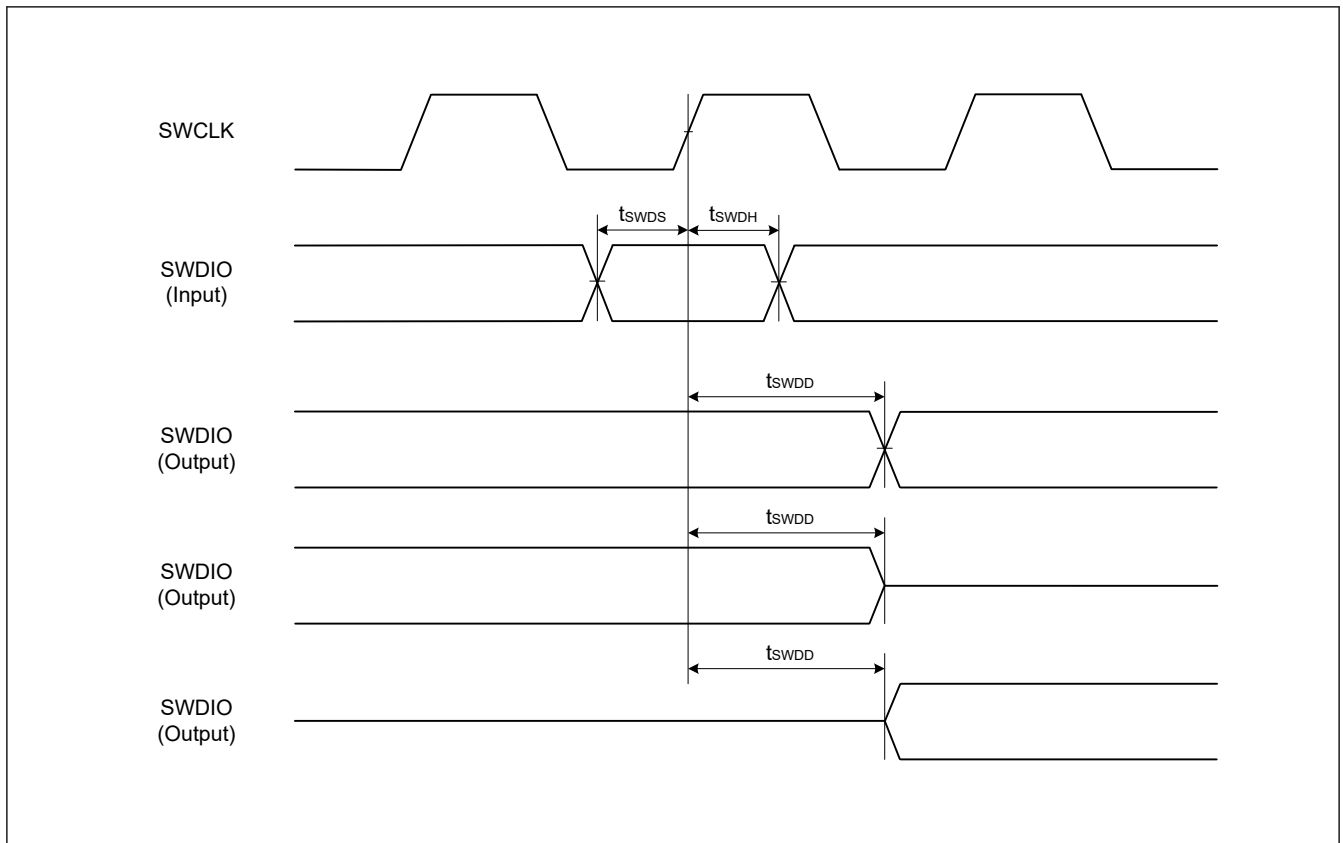 SWCLK
tSWDS
tSWDH
SWDIO
(Input)
tSWDD
SWDIO
(Output)
tSWDD
SWDIO
(Output)
tSWDD
SWDIO
(Output)